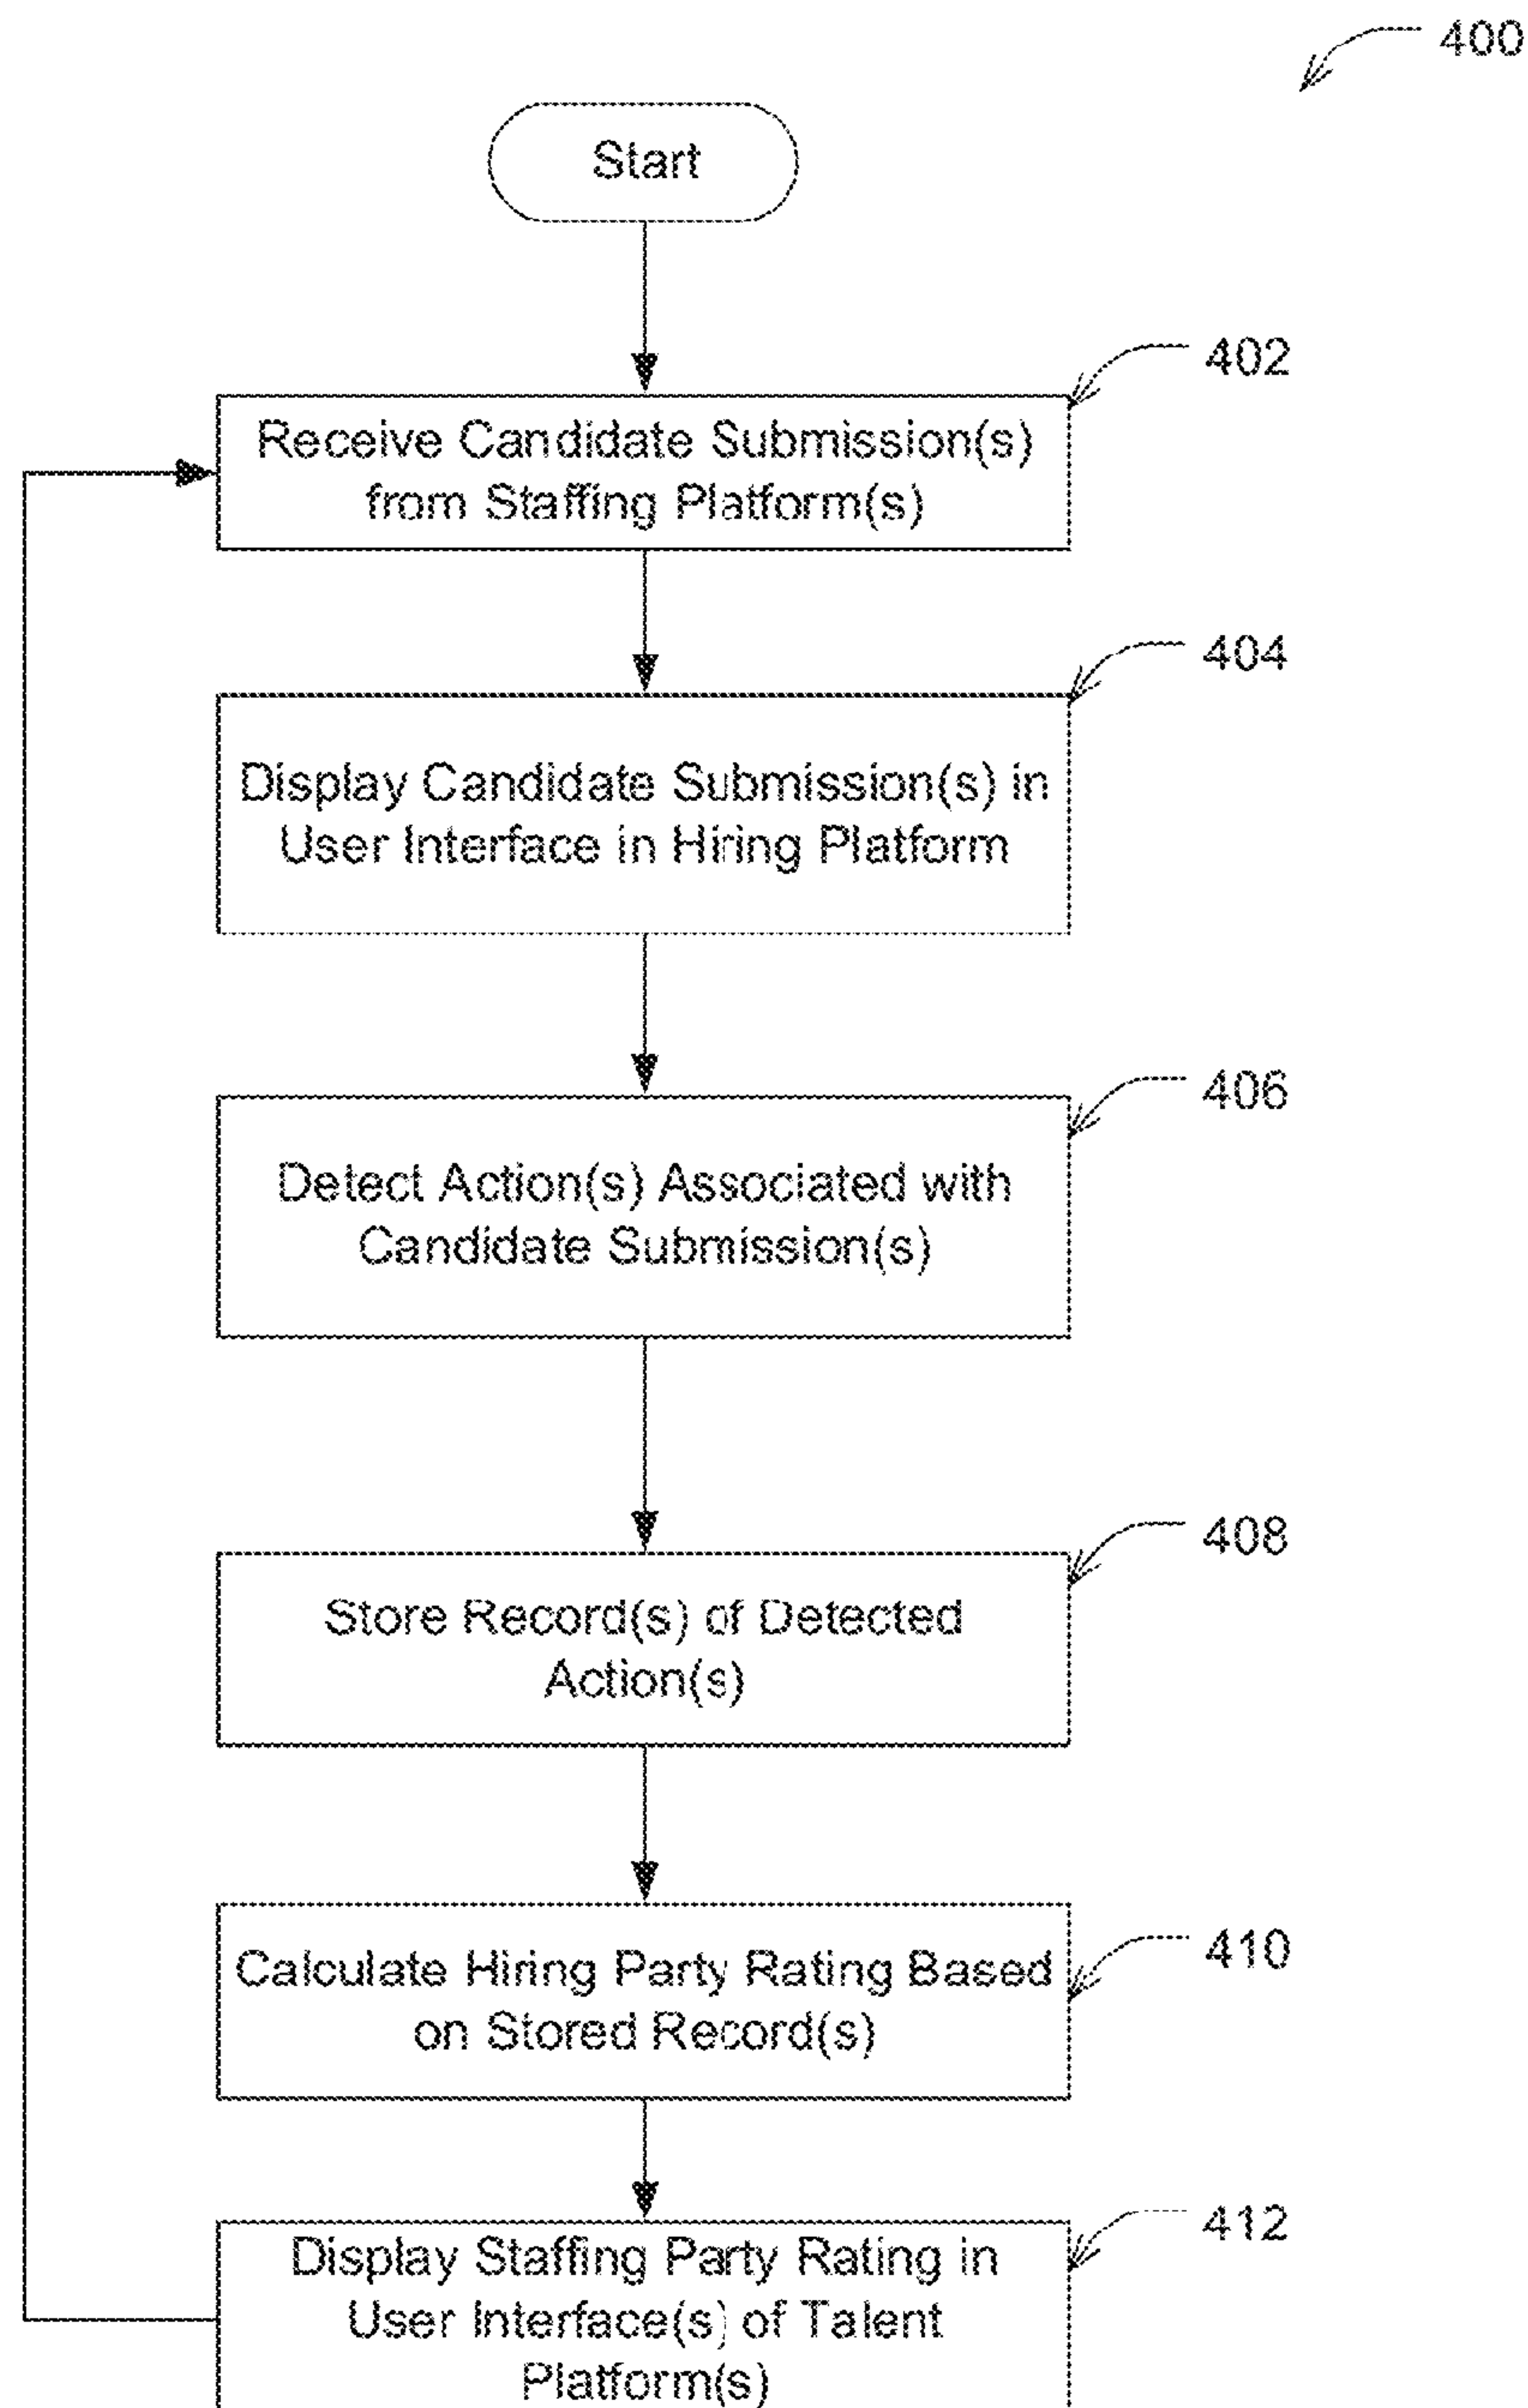 400
Start
402
Receive Candidate Submission(s)
from Staffing Platform(s)
404
Display Candidate Submission(s) in
User Interface in Hiring Platform
406
Detect Action(s) Associated with
Candidate Submission(s)
408
Store Record(s) of Detected
Action(s)
410
Calculate Hiring Party Rating Based
on Stored Record(s)
412
Display Staffing Party Rating in
User Interface(s) of Talent
Platform(s)